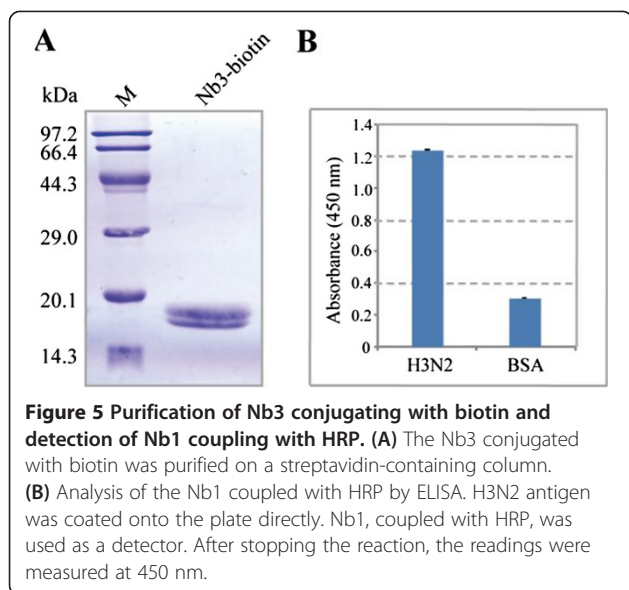 A
B
kDa
M
Nb3-biotin
97.2
66.4
44.3
29.0
20.1
14.3
Absorbance (450 nm)
1.4
1.2
1.0
0.8
0.6
0.4
0.2
0
H3N2
BSA
Figure 5 Purification of Nb3 conjugating with biotin and
detection of Nb1 coupling with HRP. (A) The Nb3 conjugated
with biotin was purified on a streptavidin-containing column.
(B) Analysis of the Nb1 coupled with HRP by ELISA. H3N2 antigen
was coated onto the plate directly. Nb1, coupled with HRP, was
used as a detector. After stopping the reaction, the readings were
measured at 450 nm.